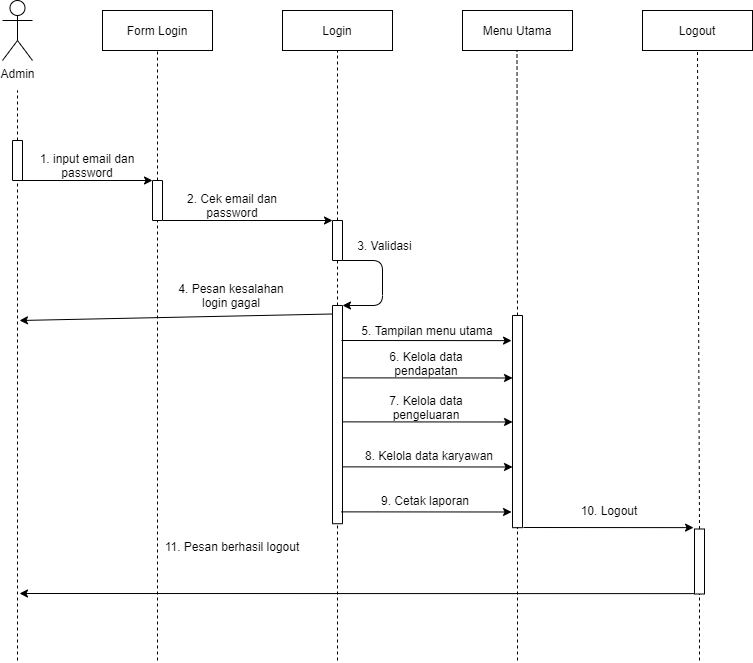 Form Login
Login
Menu Utama
Logout
Admin
1. input email dan
password
2. Cek email dan
password
3. Validasi
4. Pesan kesalahan
login gagal
5. Tampilan menu utama
6. Kelola data
pendapatan
7. Kelola data
pengeluaran
8. Kelola data karyawan
9. Cetak laporan
10. Logout
11. Pesan berhasil logout